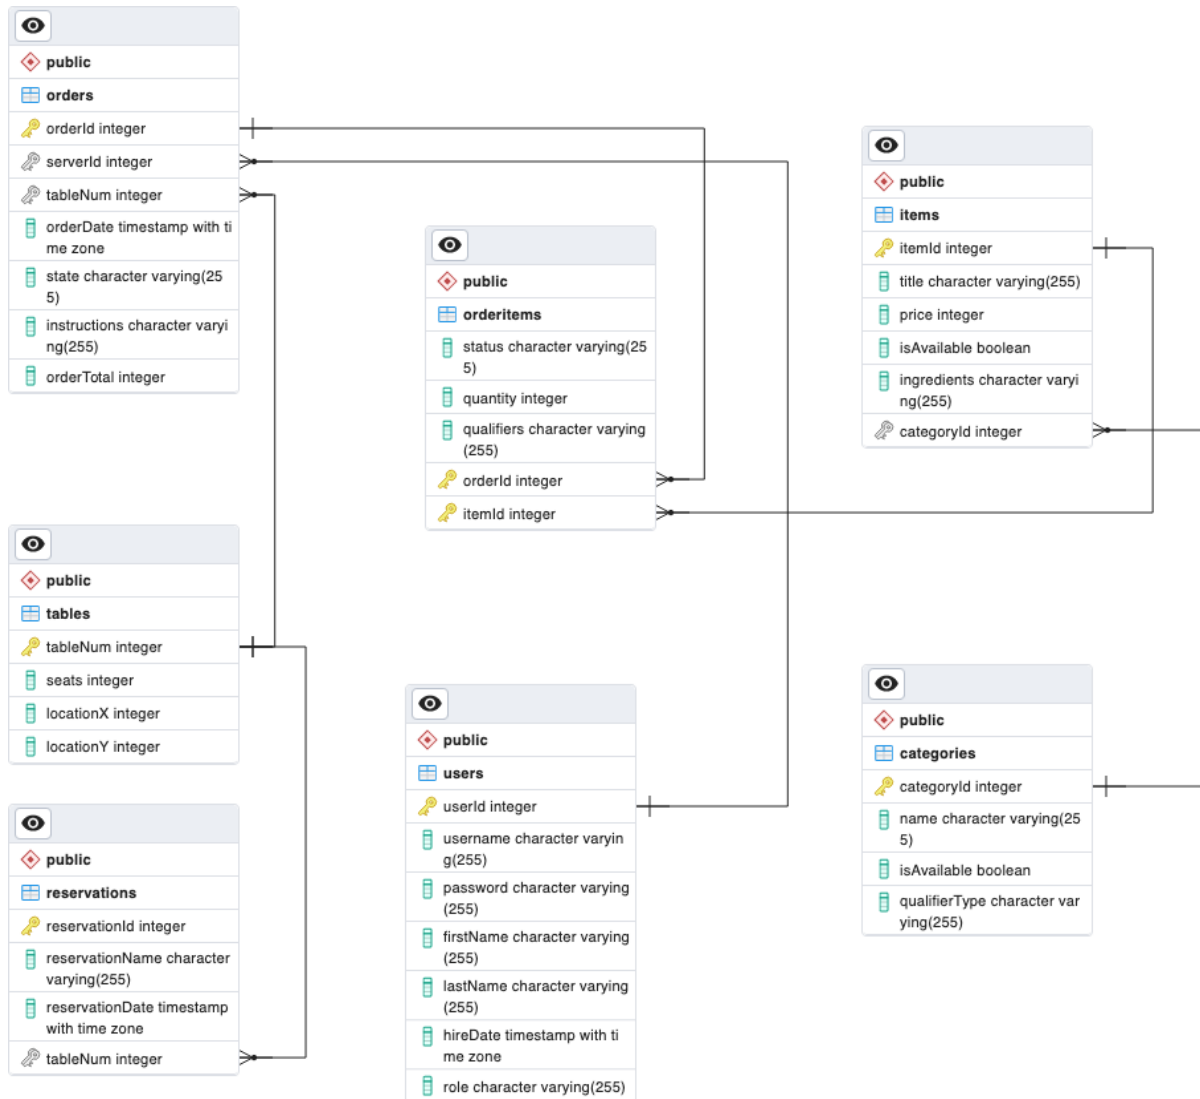 public
orders
orderId integer
serverId integer
tableNum integer
orderDate timestamp with ti
me zone
state character varying(25
5)
instructions character varyi
ng(255)
orderTotal integer
public
tables
tableNum integer
seats integer
locationX integer
locationY integer
public
reservations
reservationId integer
reservationName character
varying(255)
reservationDate timestamp
with time zone
tableNum integer
public
orderitems
status character varying(25
5)
quantity integer
qualifiers character varying
(255)
orderId integer
itemId integer
public
users
userId integer
username character varyin
g(255)
password character varying
(255)
firstName character varying
(255)
lastName character varying
(255)
hireDate timestamp with ti
me zone
role character varying(255)
public
items
itemId integer
title character varying(255)
price integer
isAvailable boolean
ingredients character varyi
ng(255)
categoryId integer
public
categories
categoryId integer
name character varying(25
5)
isAvailable boolean
qualifierType character var
ying(255)